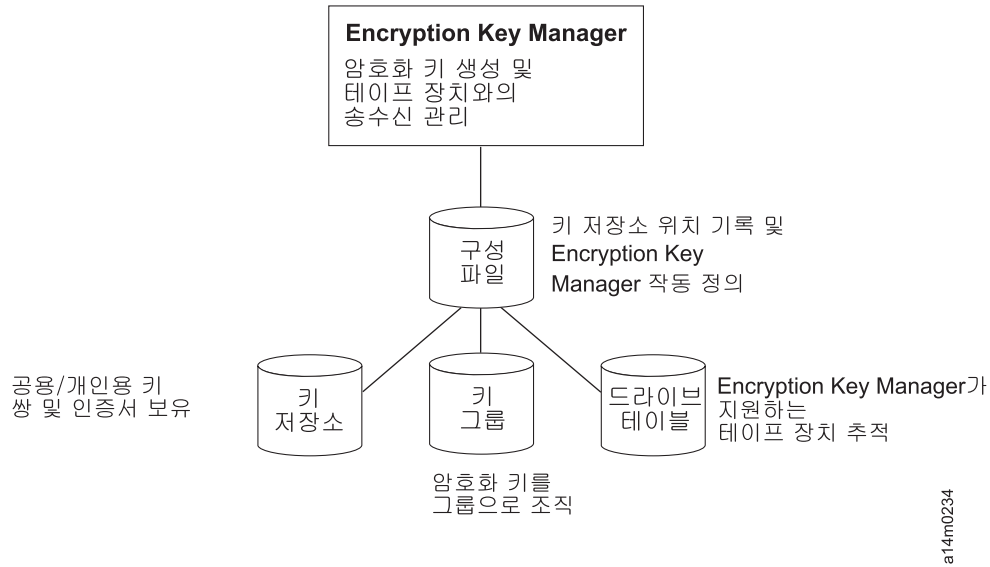 Encryption Key Manager
암호화 키 생성 및
테이프 장치와의
송수신 관리
구성
파일
키 저장소 위치 기록 및
Encryption Key
Manager 작동 정의
공용/개인용 키
쌍 및 인증서 보유
키
저장소
키
그룹
드라이브
테이블
Encryption Key Manager가
지원하는
테이프 장치 추적
암호화 키를
그룹으로 조직
a14m0234